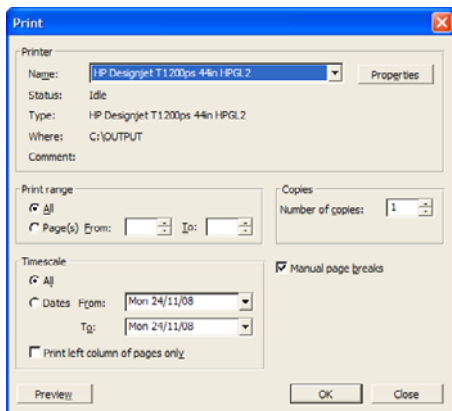 Print
Printer
Name: HP Designjet T1200ps 44in HPGL2 Properties
Status: Idle
Type: HP Designjet T1200ps 44in HPGL2
Where: C:\OUTPUT
Comment:
Print range Copies
All Number of copies: 1
Page(s) From: To:
Timescale
All Manual page breaks
Dates From: Mon 24/11/08
To: Mon 24/11/08
Print left column of pages only
Preview OK Close